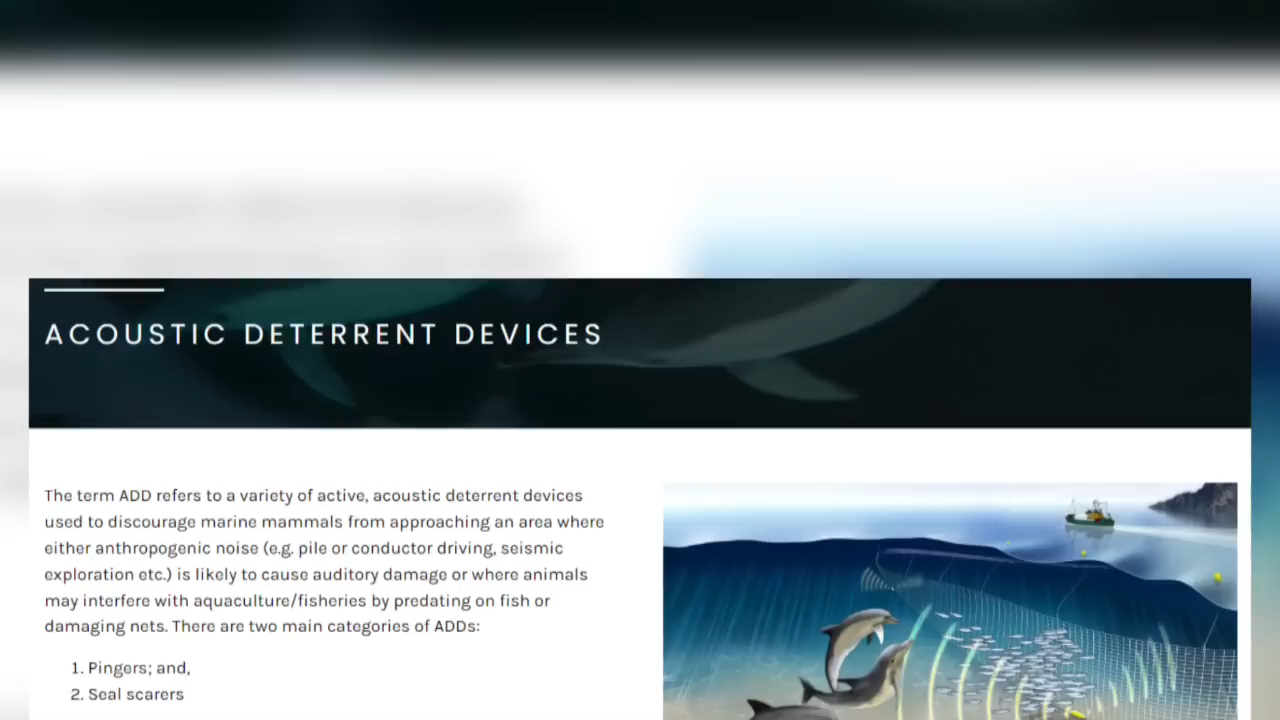 ACOUSTIC DETERRENT DEVICES
The term ADD refers to a variety of active, acoustic deterrent devices
used to discourage marine mammals from approaching an area where
either anthropogenic noise (e.g. pile or conductor driving, seismic
exploration etc.) is likely to cause auditory damage or where animals
may interfere with aquaculture/fisheries by predating on fish or
damaging nets. There are two main categories of ADDs:
1. Pingers; and,
2. Seal scarers